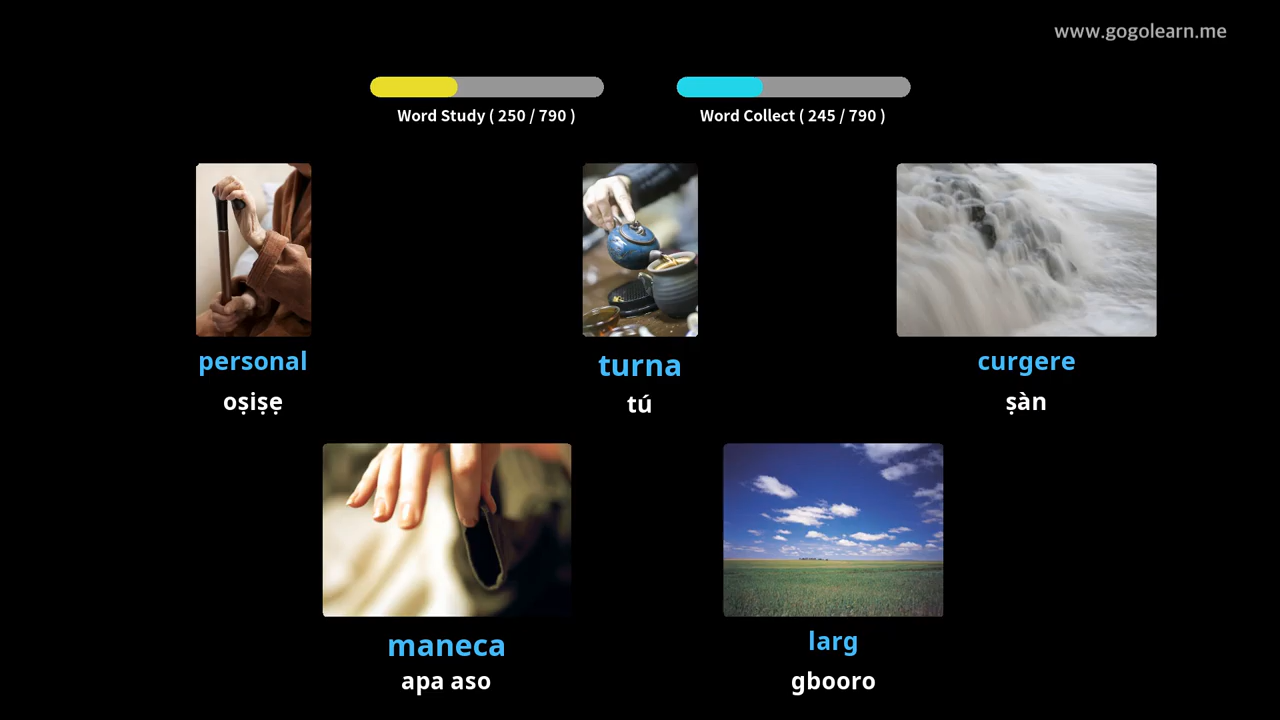 www.gogolearn.me
Word Study ( 250 / 790 )
Word Collect ( 245 / 790 )
personal
turna
curgere
oṣiṣẹ
tú
ṣàn
maneca
larg
apa aso
gbooro